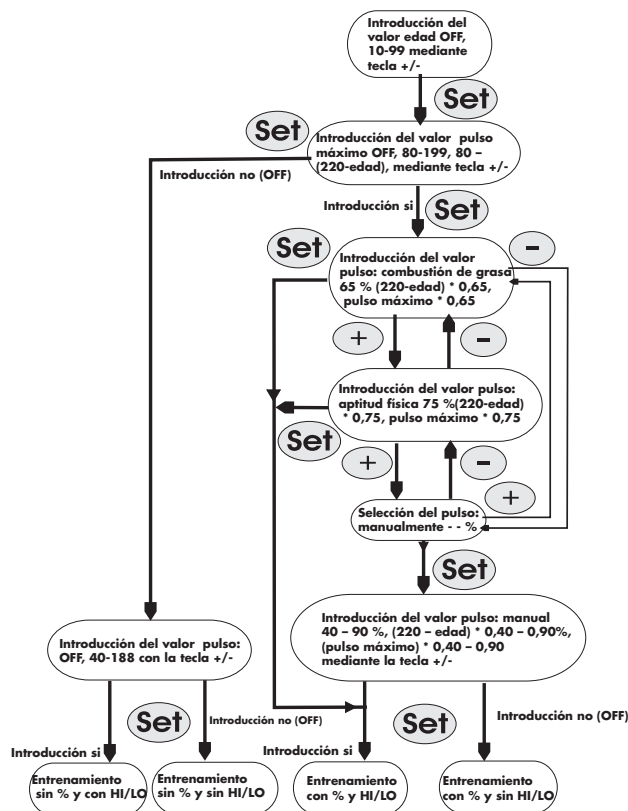 Introducción del
valor edad OFF,
10-99 mediante
tecla +/-
Set
Set
Introducción del valor pulso
máximo OFF, 80-199, 80 –
(220-edad), mediante tecla +/-
Introducción no (OFF)
Introducción si
Set
Set
–
Introducción del valor
pulso: combustión de grasa
65 % (220-edad) * 0,65,
pulso máximo * 0,65
+
–
Introducción del valor pulso:
aptitud física 75 %(220-edad)
* 0,75, pulso máximo * 0,75
Set
+
–
+
Selección del pulso:
manualmente - - %
Set
Introducción del valor pulso: manual
40 – 90 %, (220 – edad) * 0,40 – 0,90%,
(pulso máximo) * 0,40 – 0,90
mediante la tecla +/-
Introducción del valor pulso:
OFF, 40-188 con la tecla +/-
Set
Introducción no (OFF)
Set
Introducción no (OFF)
Introducción si
Introducción si
Entrenamiento
sin % y con HI/LO
Entrenamiento
sin % y sin HI/LO
Entrenamiento
con % y HI/LO
Entrenamiento
con % y sin HI/LO